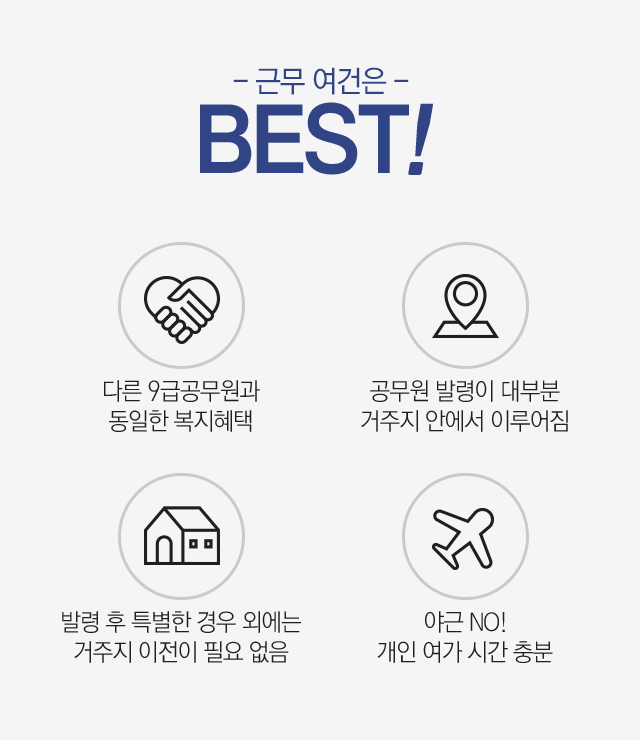 - 근무 여건은 -
BEST!
다른 9급공무원과
동일한 복지혜택
공무원 발령이 대부분
거주지 안에서 이루어짐
발령 후 특별한 경우 외에는
거주지 이전이 필요 없음
야근 NO!
개인 여가 시간 충분